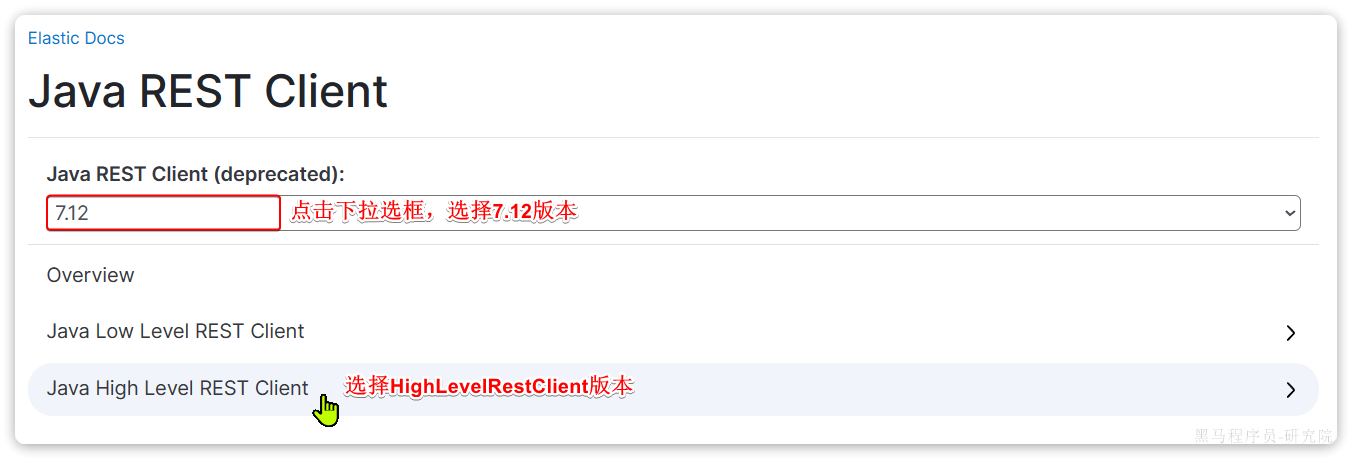 Elastic Docs
Java REST Client
Java REST Client (deprecated):
7.12 点击下拉选框，选择7.12版本
Overview
Java Low Level REST Client
Java High Level REST Client 选择HighLevelRestClient版本
黑马程序员-研究院